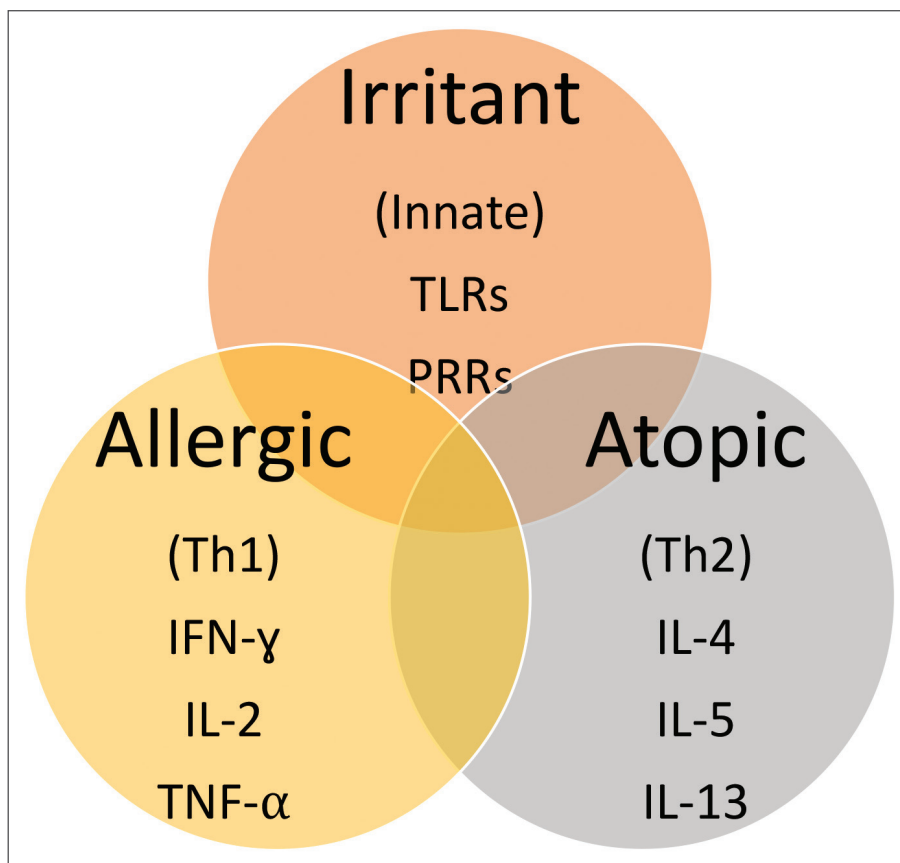 Irritant
(Innate)
TLRs
PRRs
Allergic
(Th1)
IFN-ɣ
IL-2
TNF-α
Atopic
(Th2)
IL-4
IL-5
IL-13